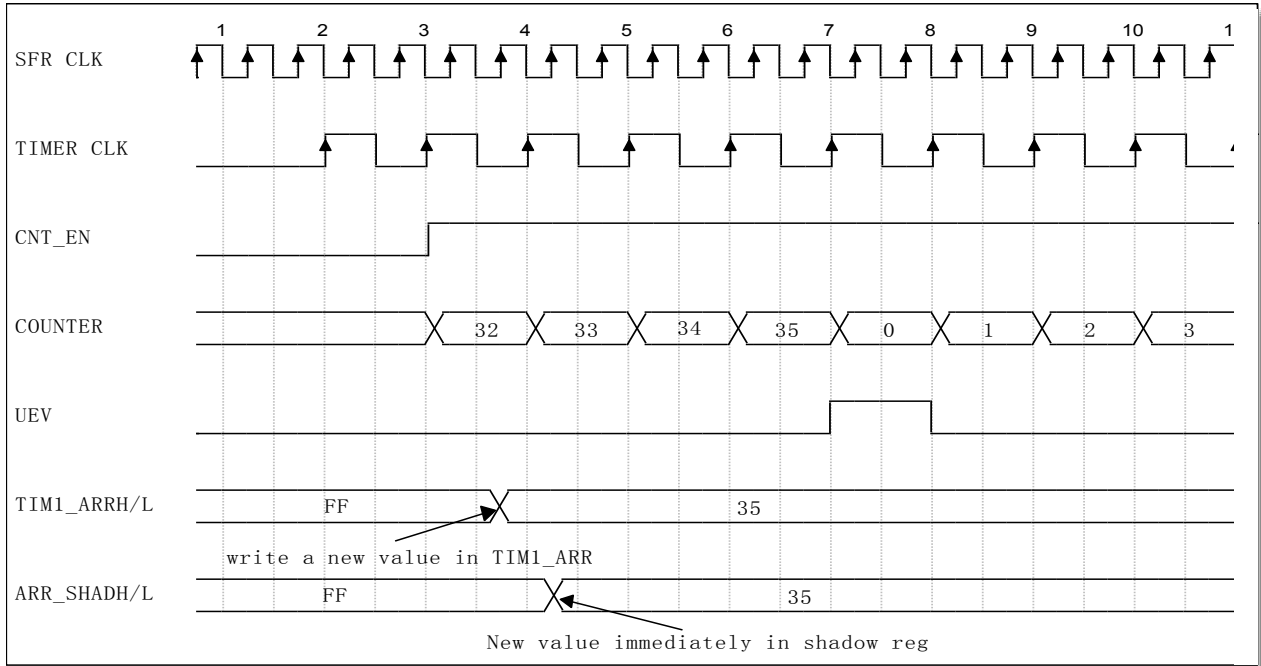 1 2 3 4 5 6 7 8 9 10 1
SFR CLK
TIMER CLK
CNT_EN
COUNTER 32 33 34 35 0 1 2 3
UEV
TIM1_ARRH/L FF 35
write a new value in TIM1_ARR
ARR_SHADH/L FF 35
New value immediately in shadow reg